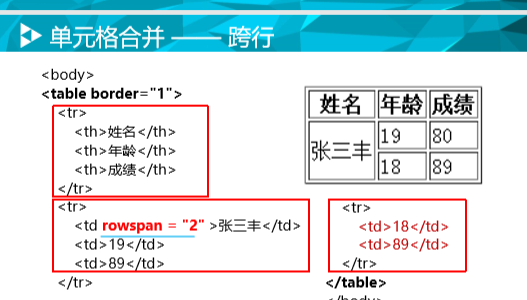 单元格合并 —— 跨行
<body>
<table border="1">
<tr>
<th>姓名</th>
<th>年龄</th>
<th>成绩</th>
</tr>
<tr>
<td rowspan = "2" >张三丰</td>
<td>19</td>
<td>89</td>
</tr>
姓名 年龄 成绩
张三丰 19 80
18 89
<tr>
<td>18</td>
<td>89</td>
</tr>
</table>
</body>